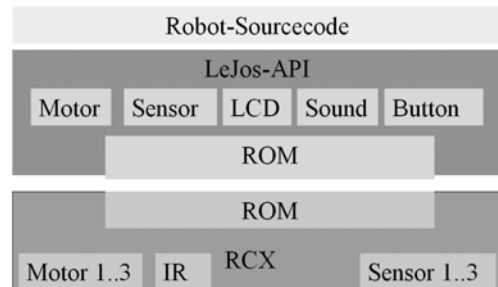 Robot-Sourcecode
LeJos-API
Motor Sensor LCD Sound Button
ROM
ROM
RCX
Motor 1..3 IR Sensor 1..3